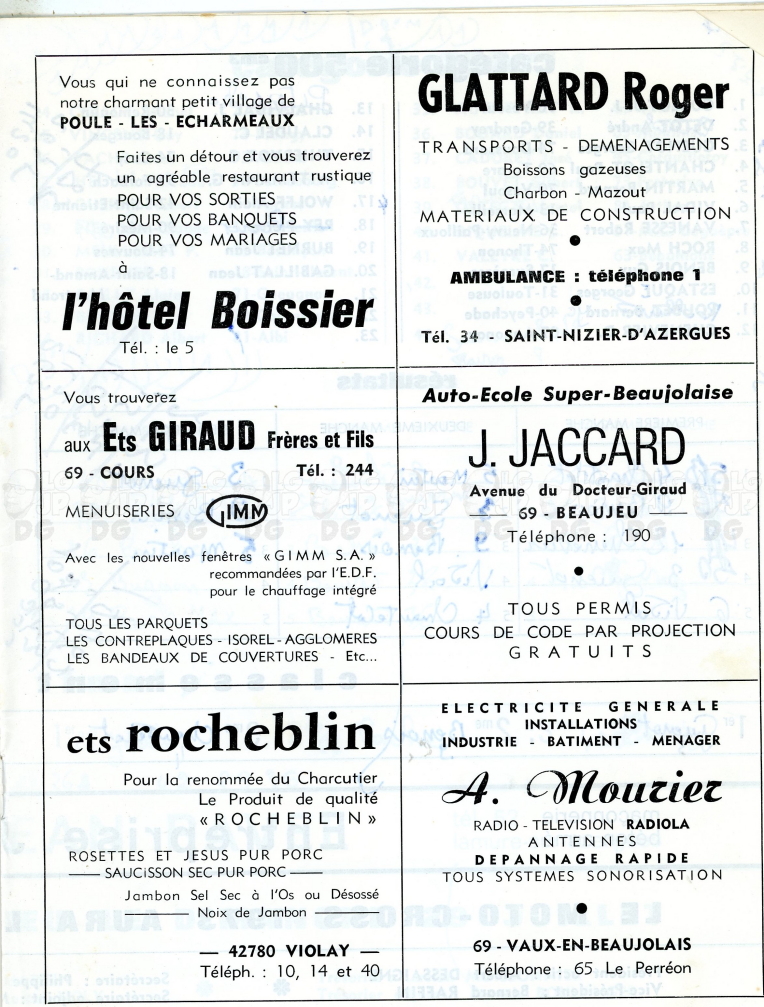 Vous qui ne connaissez pas
notre charmant petit village de
POULE - LES - ECHARMEAUX
Faites un détour et vous trouverez
un agréable restaurant rustique
POUR VOS SORTIES
POUR VOS BANQUETS
POUR VOS MARIAGES
à
l'hôtel Boissier
Tél. : le 5
GLATTARD Roger
TRANSPORTS - DEMENAGEMENTS
Boissons gazeuses
Charbon - Mazout
MATERIAUX DE CONSTRUCTION
●
AMBULANCE : téléphone 1
●
Tél. 34 - SAINT-NIZIER-D'AZERGUES
Vous trouverez
aux Ets GIRAUD Frères et Fils
69 - COURS Tél. : 244
MENUISERIES GIMM
Avec les nouvelles fenêtres « GIMM S.A. »
recommandées par l'E.D.F.
pour le chauffage intégré
TOUS LES PARQUETS
LES CONTREPLAQUES - ISOREL - AGGLOMERES
LES BANDEAUX DE COUVERTURES - Etc...
Auto-Ecole Super-Beaujolaise
J. JACCARD
Avenue du Docteur-Giraud
69 - BEAUJEU
Téléphone : 190
●
TOUS PERMIS
COURS DE CODE PAR PROJECTION
GRATUITS
ets rocheblin
Pour la renommée du Charcutier
Le Produit de qualité
« ROCHEBLIN »
ROSETTES ET JESUS PUR PORC
SAUCISSON SEC PUR PORC
Jambon Sel Sec à l'Os ou Désossé
Noix de Jambon
— 42780 VIOLAY —
Téléph. : 10, 14 et 40
ELECTRICITE GENERALE
INSTALLATIONS
INDUSTRIE - BATIMENT - MENAGER
A. Mourier
RADIO - TELEVISION RADIOLA
ANTENNES
DEPANNAGE RAPIDE
TOUS SYSTEMES SONORISATION
●
69 - VAUX-EN-BEAUJOLAIS
Téléphone : 65 Le Perréon